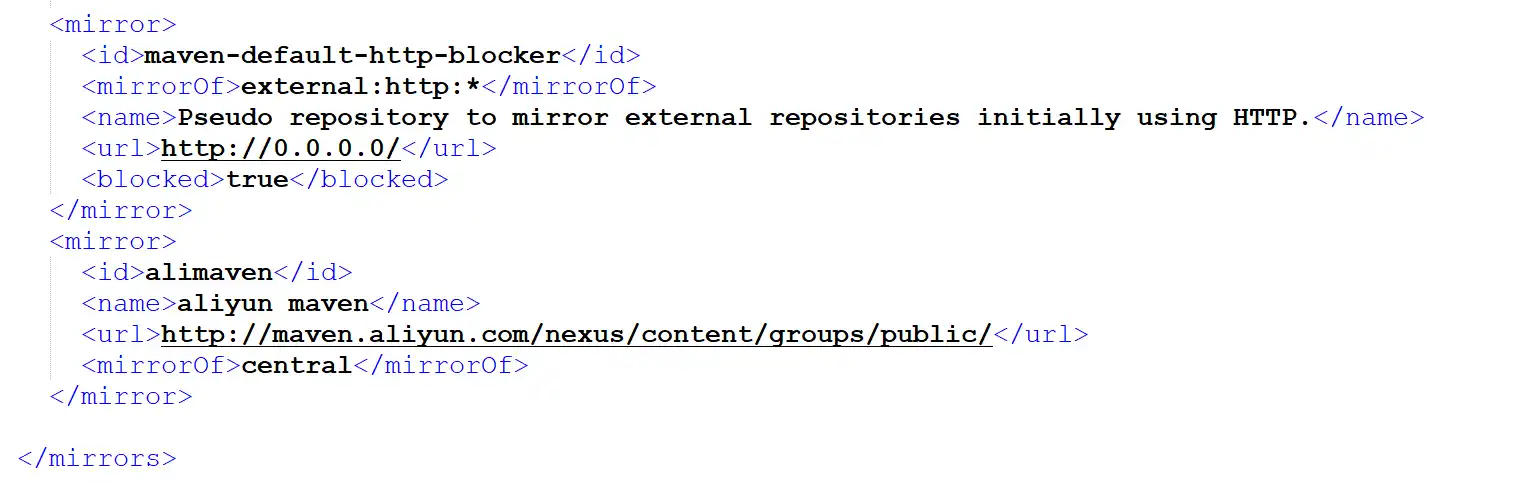 <mirror>
<id>maven-default-http-blocker</id>
<mirrorOf>external:http:*</mirrorOf>
<name>Pseudo repository to mirror external repositories initially using HTTP.</name>
<url>http://0.0.0.0/</url>
<blocked>true</blocked>
</mirror>
<mirror>
<id>alimaven</id>
<name>aliyun maven</name>
<url>http://maven.aliyun.com/nexus/content/groups/public/</url>
<mirrorOf>central</mirrorOf>
</mirror>
</mirrors>